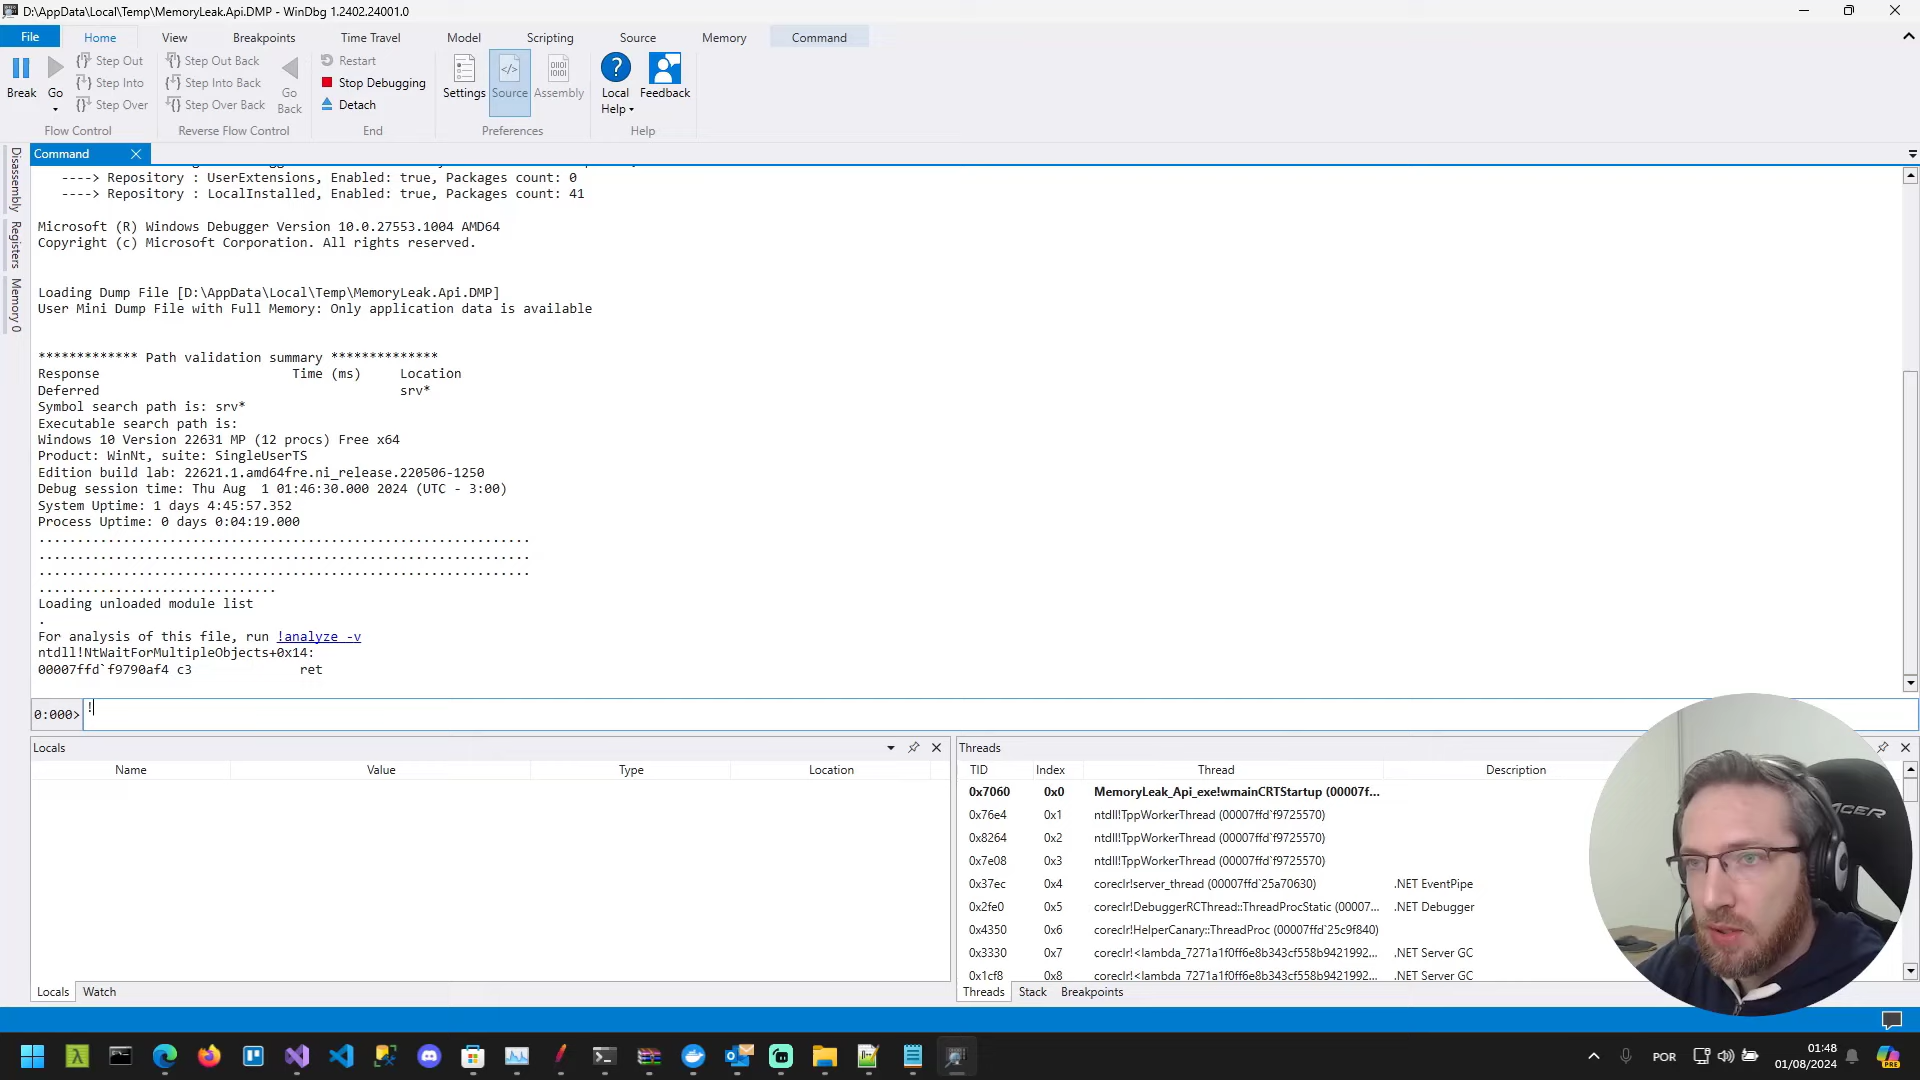 D:\AppData\Local\Temp\MemoryLeak.Api.DMP - WinDbg 1.2402.24001.0
File
Home
View
Breakpoints
Time Travel
Model
Scripting
Source
Memory
Command
Break
Go
Step Out
Step Into
Step Over
Flow Control
Step Out Back
Step Into Back
Step Over Back
Go
Back
Reverse Flow Control
Restart
Stop Debugging
Detach
End
Settings
Source
Assembly
Preferences
Local
Help
Feedback
Help
Disassembly
Registers
Memory 0
Command
----> Repository : UserExtensions, Enabled: true, Packages count: 0
----> Repository : LocalInstalled, Enabled: true, Packages count: 41
Microsoft (R) Windows Debugger Version 10.0.27553.1004 AMD64
Copyright (c) Microsoft Corporation. All rights reserved.
Loading Dump File [D:\AppData\Local\Temp\MemoryLeak.Api.DMP]
User Mini Dump File with Full Memory: Only application data is available
************* Path validation summary **************
Response Time (ms) Location
Deferred srv*
Symbol search path is: srv*
Executable search path is:
Windows 10 Version 22631 MP (12 procs) Free x64
Product: WinNt, suite: SingleUserTS
Edition build lab: 22621.1.amd64fre.ni_release.220506-1250
Debug session time: Thu Aug 1 01:46:30.000 2024 (UTC - 3:00)
System Uptime: 1 days 4:45:57.352
Process Uptime: 0 days 0:04:19.000
................................................................
................................................................
................................................................
...............................
Loading unloaded module list
.
For analysis of this file, run !analyze -v
ntdll!NtWaitForMultipleObjects+0x14:
00007ffd`f9790af4 c3 ret
0:000> !
Locals
Name Value Type Location
Locals
Watch
Threads
TID Index Thread Description
0x7060 0x0 MemoryLeak_Api_exe!wmainCRTStartup (00007f...
0x76e4 0x1 ntdll!TppWorkerThread (00007ffd`f9725570)
0x8264 0x2 ntdll!TppWorkerThread (00007ffd`f9725570)
0x7e08 0x3 ntdll!TppWorkerThread (00007ffd`f9725570)
0x37ec 0x4 coreclr!server_thread (00007ffd`25a70630) .NET EventPipe
0x2fe0 0x5 coreclr!DebuggerRCThread::ThreadProcStatic (00007... .NET Debugger
0x4350 0x6 coreclr!HelperCanary::ThreadProc (00007ffd`25c9f840)
0x3330 0x7 coreclr!<lambda_7271a1f0ff6e8b343cf558b9421992... .NET Server GC
0x1cf8 0x8 coreclr!<lambda_7271a1f0ff6e8b343cf558b9421992... .NET Server GC
Threads
Stack
Breakpoints
ACER
POR
01:48
01/08/2024
PRE